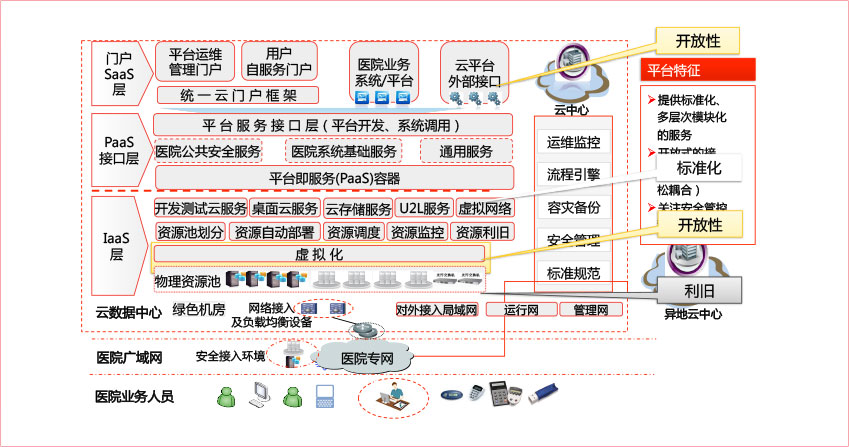 门户
SaaS
层
平台运维
管理门户
用户
自服务门户
医院业务
系统/平台
云平台
外部接口
统一云门户框架
PaaS
接口层
平台服务接口层(平台开发、系统调用)
医院公共安全服务
医院系统基础服务
通用服务
平台即服务(PaaS)容器
IaaS
层
开发测试云服务
桌面云服务
云存储服务
U2L服务
虚拟网络
资源池划分
资源自动部署
资源调度
资源监控
资源利旧
虚拟化
物理资源池
云数据中心
绿色机房
网络接入
及负载均衡设备
对外接入局域网
运行网
管理网
医院广域网
安全接入环境
医院专网
医院业务人员
云中心
运维监控
流程引擎
容灾备份
安全管理
标准规范
开放性
平台特征
提供标准化、
多层次模块化
的服务
开放式的接
标准化
松耦合)
关注安全管控
开放性
利旧
异地云中心